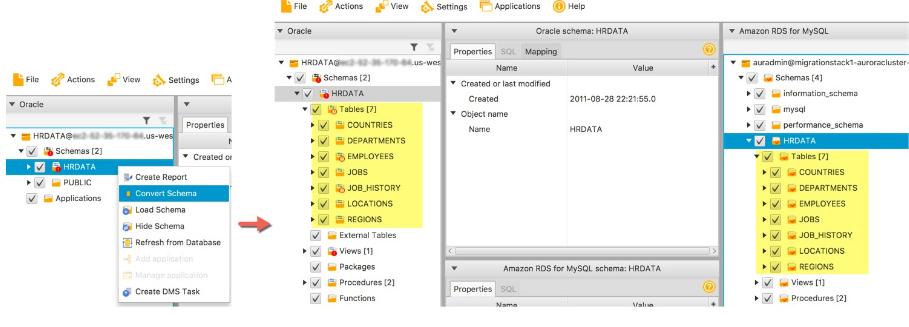 File Actions View Settings A
Oracle
HRDATA@ .us-wes
Schemas [2]
HRDATA
PUBLIC
Applications
Properties
N
Created or
Create Report
Convert Schema
Load Schema
Hide Schema
Refresh from Database
Add application
Manage application
Create DMS Task
File Actions View Settings Applications Help
Oracle
HRDATA@ .us-wes
Schemas [2]
HRDATA
Tables [7]
COUNTRIES
DEPARTMENTS
EMPLOYEES
JOBS
JOB_HISTORY
LOCATIONS
REGIONS
External Tables
Views [1]
Packages
Procedures [2]
Functions
Oracle schema: HRDATA
Properties SQL Mapping
Name Value
Created or last modified
Created 2011-08-28 22:21:55.0
Object name
Name HRDATA
Amazon RDS for MySQL schema: HRDATA
Properties SQL
Name Value
Amazon RDS for MySQL
auradmin@migrationstack1-auroracluster-
Schemas [4]
information_schema
mysql
performance_schema
HRDATA
Tables [7]
COUNTRIES
DEPARTMENTS
EMPLOYEES
JOBS
JOB_HISTORY
LOCATIONS
REGIONS
Views [1]
Procedures [2]